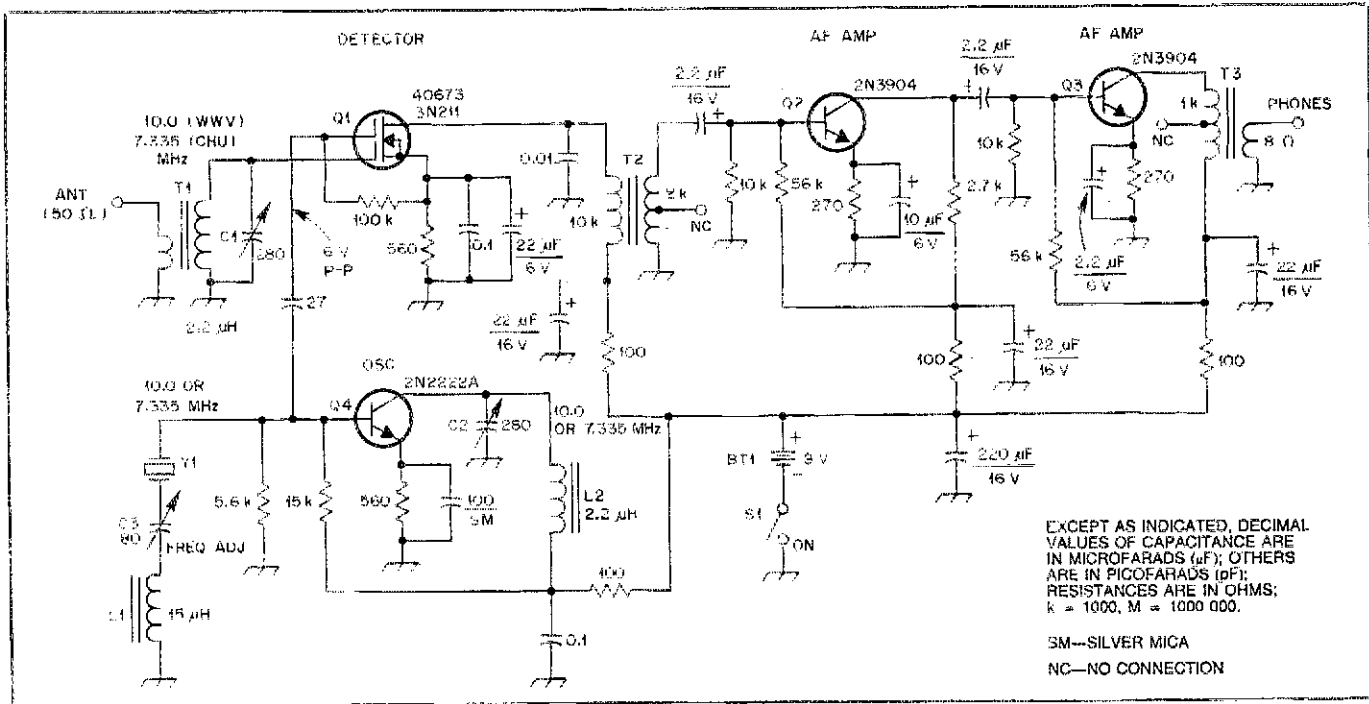 DETECTOR
AF AMP
AF AMP
10.0 (WWV)
7.335 (CHU)
MHz
ANT
(50 Ω)
T1
C1
280
2.2 µH
Q1
40673
3N211
100 k
6 V
P-P
27
560
0.1
22 µF
6 V
0.01
10 k
T2
2k
NC
22 µF
16 V
100
2.2 µF
16 V
+
10 k
56 k
Q2
2N3904
270
10 µF
6 V
2.7 k
100
22 µF
16 V
2.2 µF
16 V
10k
56 k
Q3
2N3904
NC
1k
T3
PHONES
8 Ω
270
2.2 µF
6 V
22 µF
16 V
100
10.0 OR
7.335 MHz
Y1
C3
80
FREQ ADJ
L1
15 µH
5.6 k
15 k
OSC
2N2222A
Q4
560
100
SM
C2
280
10.0
OR 7.335 MHz
L2
2.2 µH
100
0.1
BT1
9 V
S1
ON
220 µF
16 V
EXCEPT AS INDICATED, DECIMAL
VALUES OF CAPACITANCE ARE
IN MICROFARADS (µF); OTHERS
ARE IN PICOFARADS (pF);
RESISTANCES ARE IN OHMS;
k = 1000, M = 1000 000.
SM—SILVER MICA
NC—NO CONNECTION